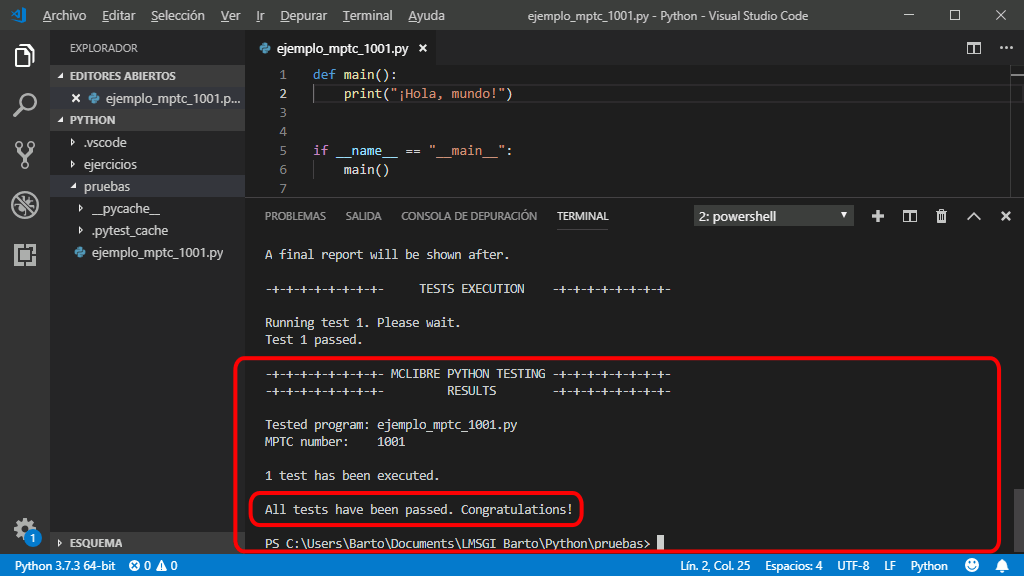 Archivo Editar Selección Ver Ir Depurar Terminal Ayuda ejemplo_mptc_1001.py - Python - Visual Studio Code
EXPLORADOR
EDITORES ABIERTOS
ejemplo_mptc_1001.p...
PYTHON
.vscode
ejercicios
pruebas
__pycache__
.pytest_cache
ejemplo_mptc_1001.py
ESQUEMA
1
ejemplo_mptc_1001.py
1 def main():
2 print("¡Hola, mundo!")
3
4
5 if __name__ == "__main__":
6 main()
7
PROBLEMAS SALIDA CONSOLA DE DEPURACIÓN TERMINAL 2: powershell
A final report will be shown after.
-+-+-+-+-+-+-+-+- TESTS EXECUTION -+-+-+-+-+-+-+-+-
Running test 1. Please wait.
Test 1 passed.
-+-+-+-+-+-+-+-+- MCLIBRE PYTHON TESTING -+-+-+-+-+-+-+-+-
-+-+-+-+-+-+-+-+- RESULTS -+-+-+-+-+-+-+-+-
Tested program: ejemplo_mptc_1001.py
MPTC number: 1001
1 test has been executed.
All tests have been passed. Congratulations!
PS C:\Users\Barto\Documents\LMSGI Barto\Python\pruebas>
Python 3.7.3 64-bit 0 0 Lín. 2, Col. 25 Espacios: 4 UTF-8 LF Python